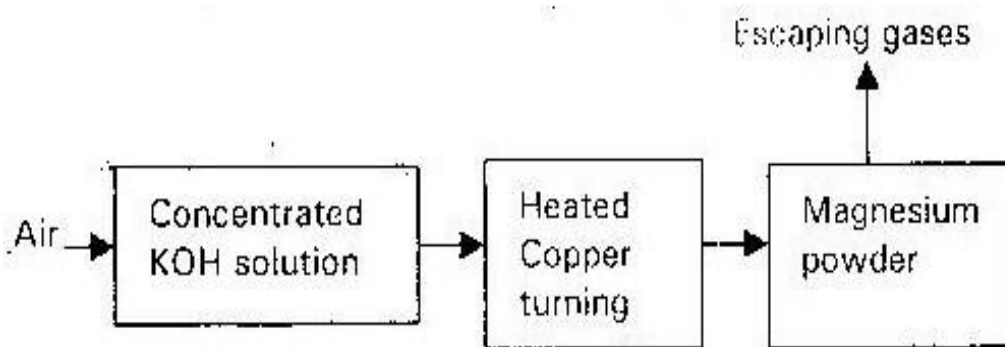 Escaping gases
Air
Concentrated
KOH solution
Heated
Copper
turning
Magnesium
powder